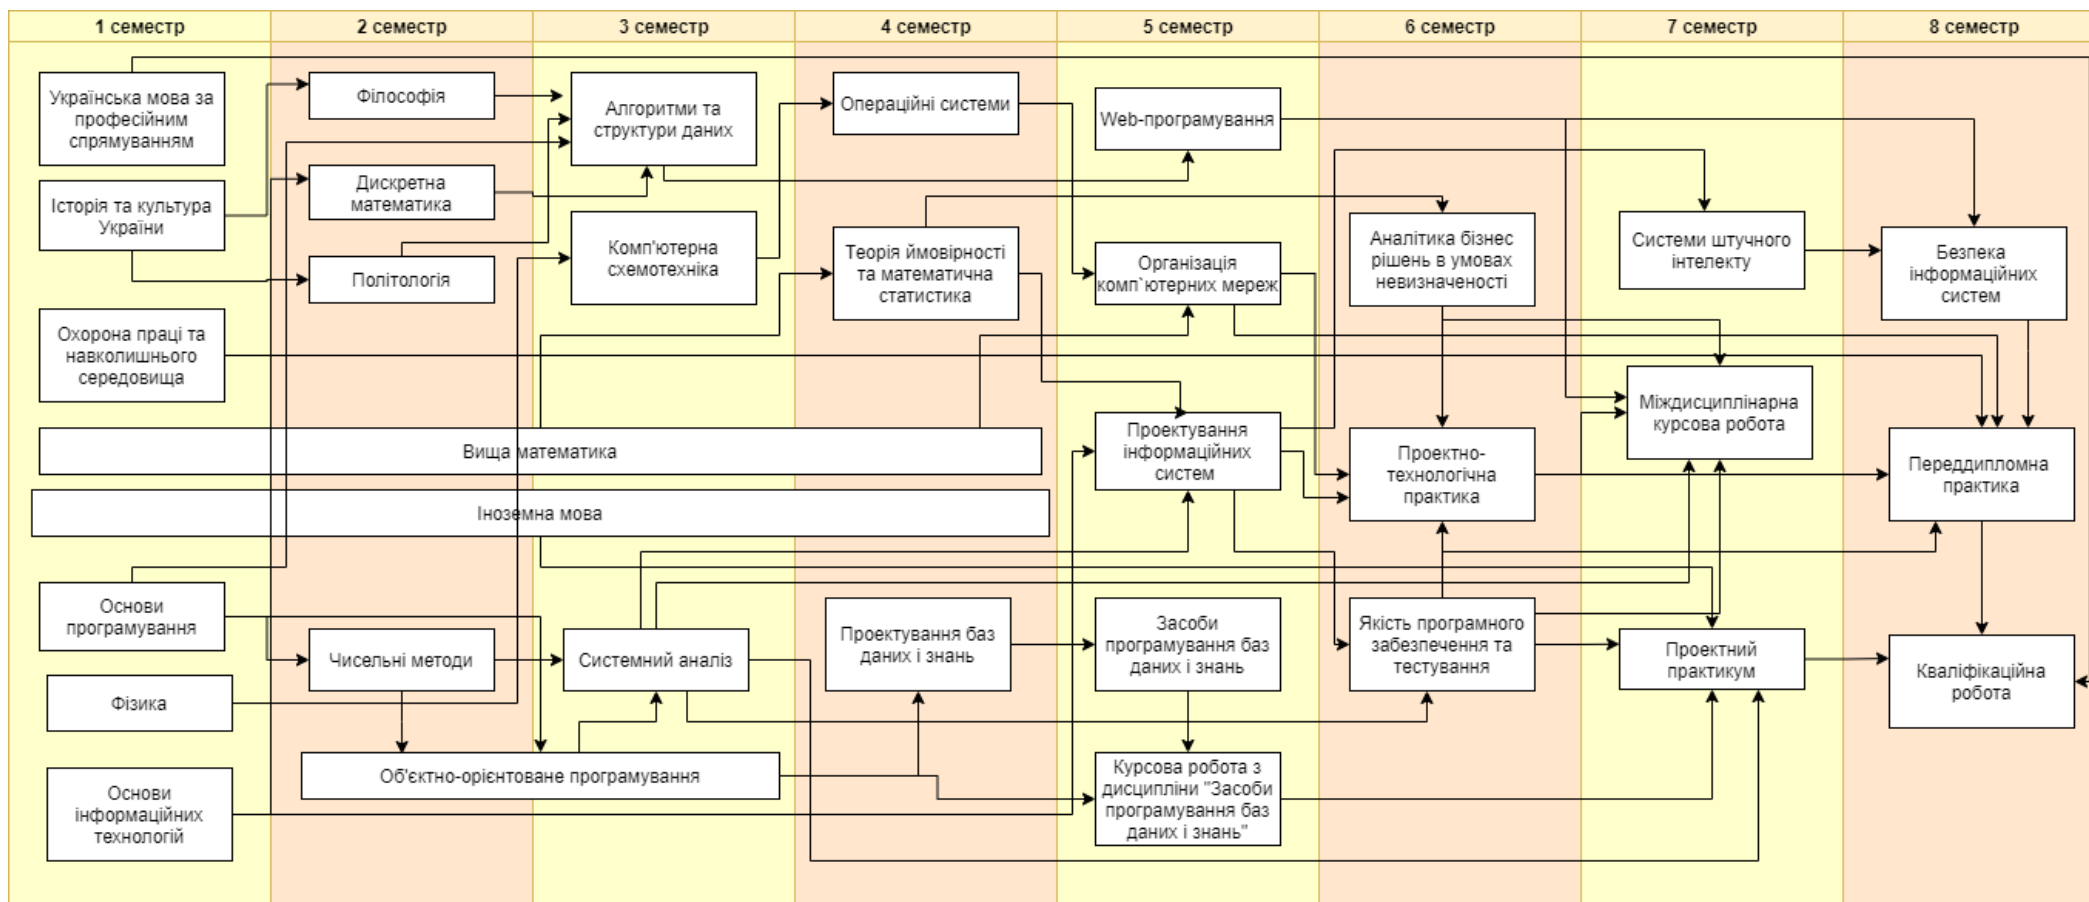 1 семестр
2 семестр
3 семестр
4 семестр
5 семестр
6 семестр
7 семестр
8 семестр
Українська мова за
професійним
спрямуванням
Історія та культура
України
Охорона праці та
навколишнього
середовища
Вища математика
Іноземна мова
Основи
програмування
Фізика
Основи
інформаційних
технологій
Філософія
Дискретна
математика
Політологія
Чисельні методи
Об'єктно-орієнтоване програмування
Алгоритми та
структури даних
Комп'ютерна
схемотехніка
Системний аналіз
Операційні системи
Теорія ймовірності
та математична
статистика
Проектування баз
даних і знань
Web-програмування
Організація
комп`ютерних мереж
Проектування
інформаційних
систем
Засоби
програмування баз
даних і знань
Курсова робота з
дисципліни "Засоби
програмування баз
даних і знань"
Аналітика бізнес
рішень в умовах
невизначеності
Проектно-
технологічна
практика
Якість програмного
забезпечення та
тестування
Системи штучного
інтелекту
Міждисциплінарна
курсова робота
Проектний
практикум
Безпека
інформаційних
систем
Переддипломна
практика
Кваліфікаційна
робота